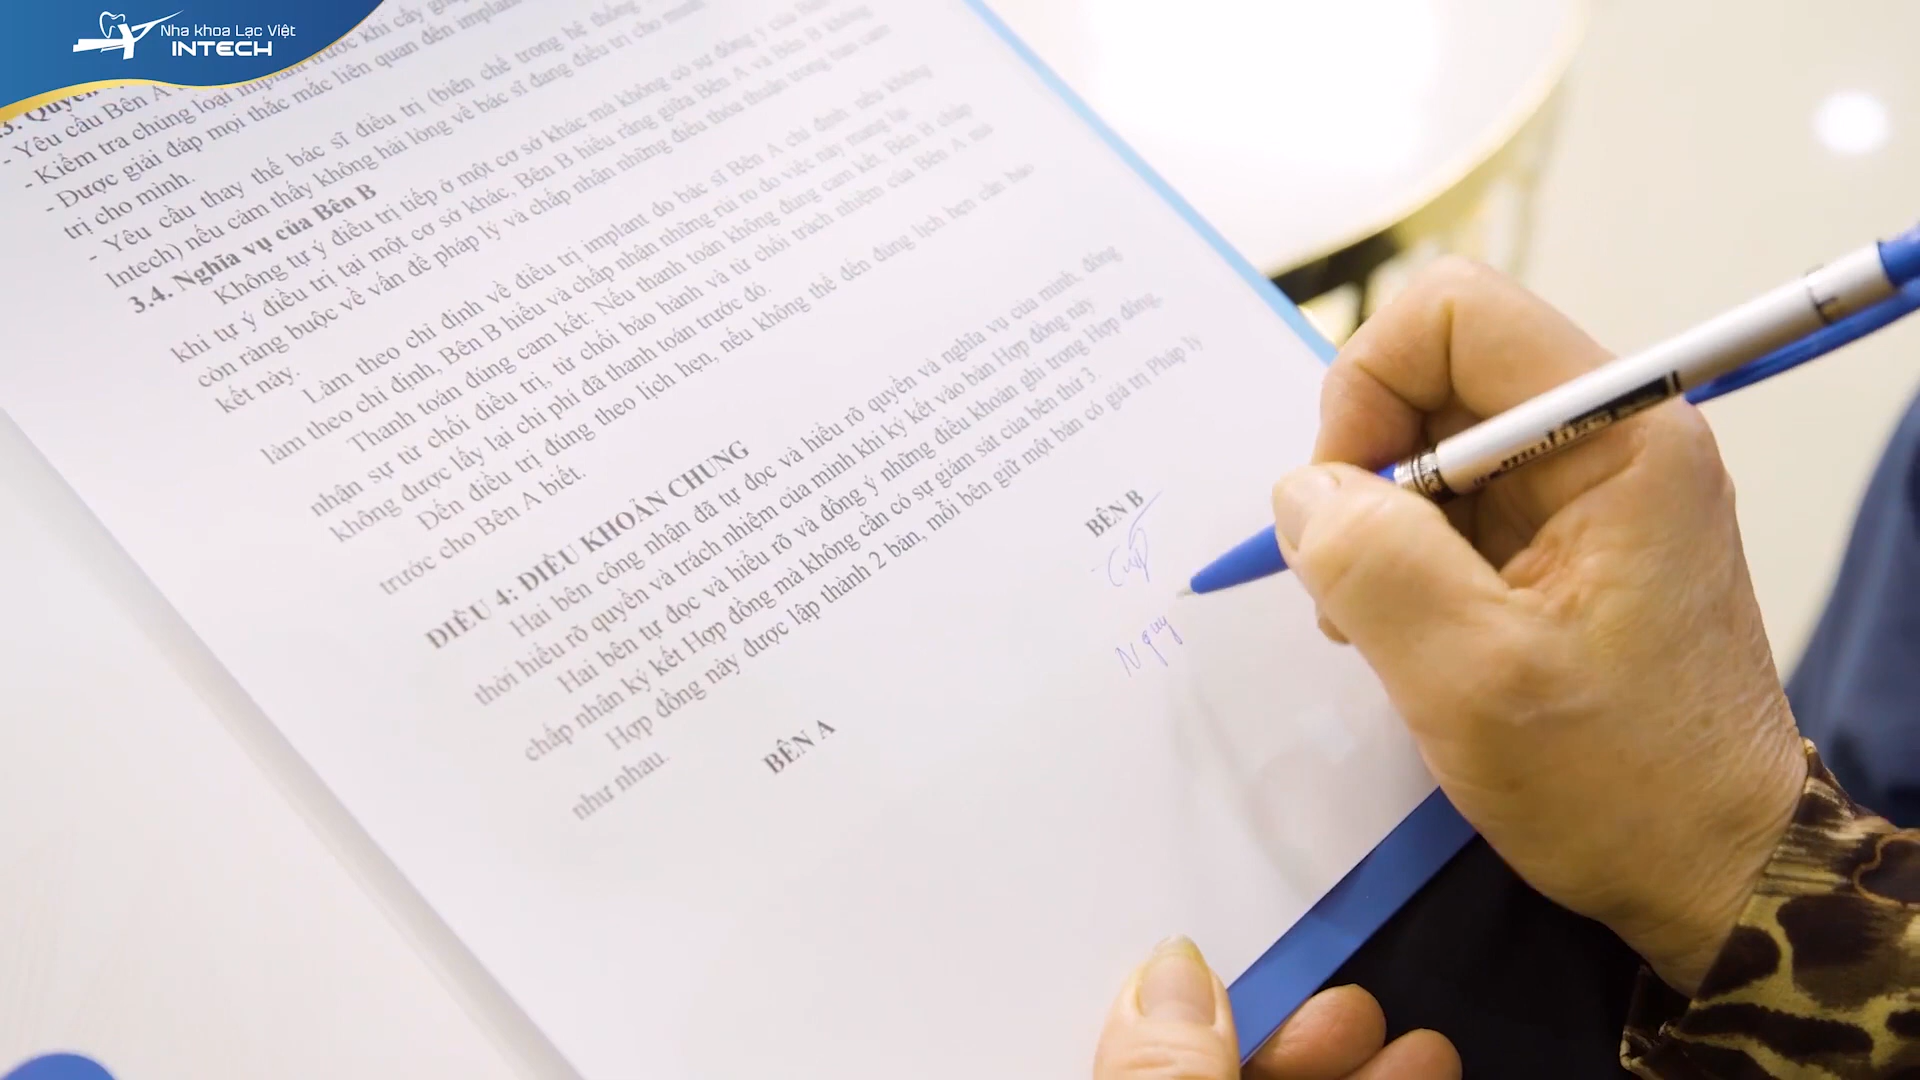 Nha khoa Lạc Việt
INTECH
3. Quyền
- Yêu cầu Bên A
- Kiểm tra chủng loại implant trước khi cấy
- Được giải đáp mọi thắc mắc liên quan đến implant
trị cho mình.
- Yêu cầu thay thế bác sĩ điều trị (biên chế trong hệ thống
Intech) nếu cảm thấy không hài lòng về bác sĩ đang điều trị cho mình
3.4. Nghĩa vụ của Bên B
Không tự ý điều trị tiếp ở một cơ sở khác mà không có sự đồng ý của
khi tự ý điều trị tại một cơ sở khác, Bên B hiểu rằng giữa Bên A và Bên B không
còn ràng buộc về vấn đề pháp lý và chấp nhận những điều thỏa thuận trong bản cam
kết này.
Làm theo chỉ định về điều trị implant do bác sĩ Bên A chỉ định, nếu không
làm theo chỉ định, Bên B hiểu và chấp nhận những rủi ro do việc này mang lại.
Thanh toán đúng cam kết: Nếu thanh toán không đúng cam kết, Bên B chấp
nhận sự từ chối điều trị, từ chối bảo hành và từ chối trách nhiệm của Bên A mà
không được lấy lại chi phí đã thanh toán trước đó.
Đến điều trị đúng theo lịch hẹn, nếu không thể đến đúng lịch hẹn cần báo
trước cho Bên A biết.
ĐIỀU 4: ĐIỀU KHOẢN CHUNG
Hai bên công nhận đã tự đọc và hiểu rõ quyền và nghĩa vụ của mình, đồng
thời hiểu rõ quyền và trách nhiệm của mình khi ký kết vào bản Hợp đồng này
Hai bên tự đọc và hiểu rõ và đồng ý những điều khoản ghi trong Hợp đồng,
chấp nhận ký kết Hợp đồng mà không cần có sự giám sát của bên thứ 3.
Hợp đồng này được lập thành 2 bản, mỗi bên giữ một bản có giá trị Pháp lý
như nhau.
BÊN A
BÊN B
Nguy